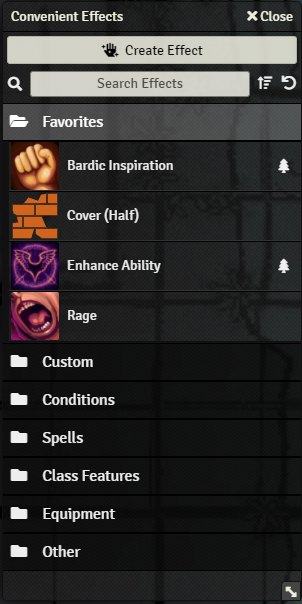 Convenient Effects
Close
Create Effect
Search Effects
Favorites
Bardic Inspiration
Cover (Half)
Enhance Ability
Rage
Custom
Conditions
Spells
Class Features
Equipment
Other